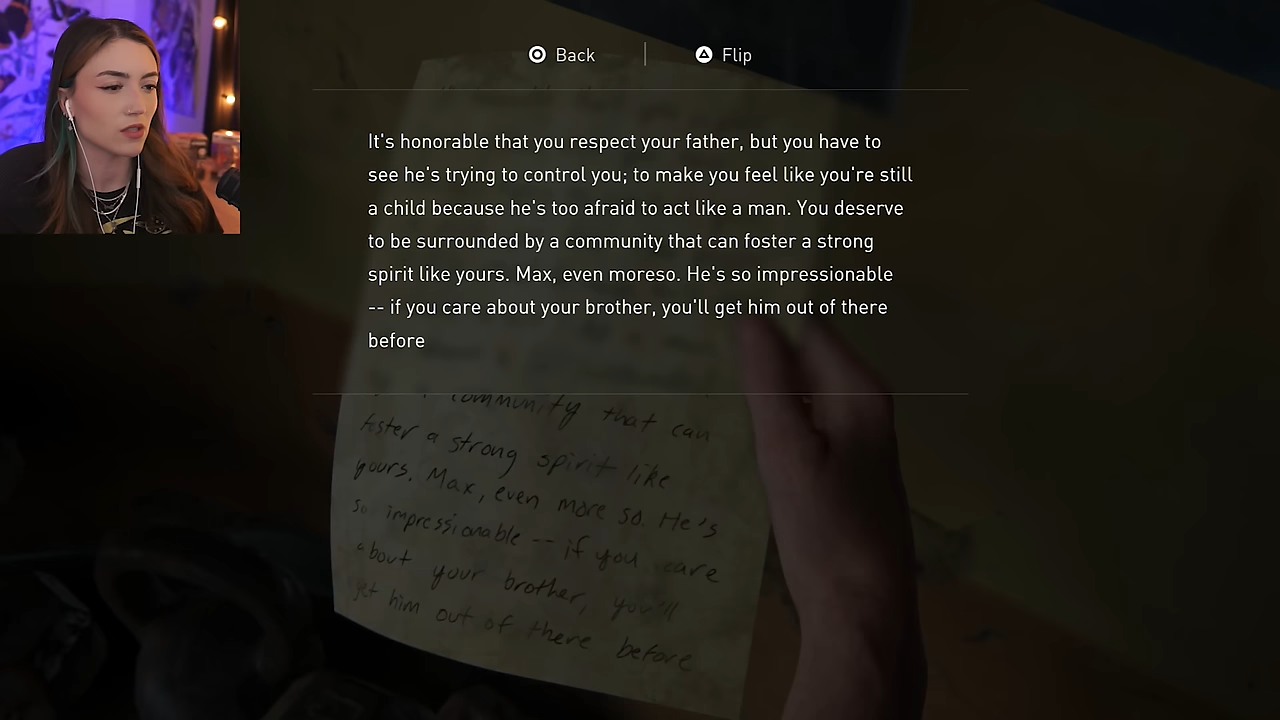 Back
Flip
It's honorable that you respect your father, but you have to
see he's trying to control you; to make you feel like you're still
a child because he's too afraid to act like a man. You deserve
to be surrounded by a community that can foster a strong
spirit like yours. Max, even moreso. He's so impressionable
-- if you care about your brother, you'll get him out of there
before
community that can
foster a strong spirit like
yours. Max, even more so. He's
so impressionable -- if you care
about your brother, you'll
get him out of there before